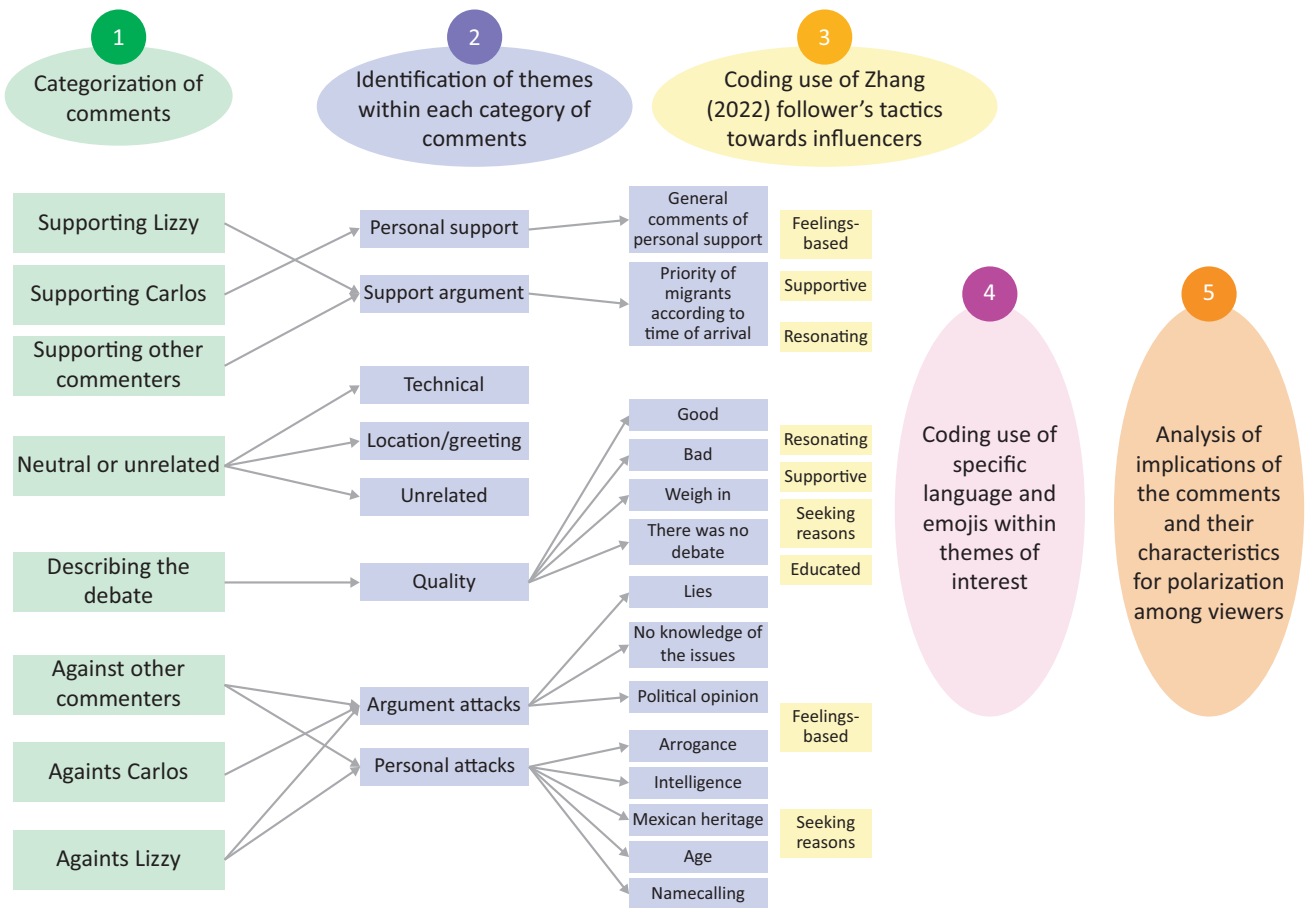 1
Categorization of
comments
2
Identification of themes
within each category of
comments
3
Coding use of Zhang
(2022) follower's tactics
towards influencers
Supporting Lizzy
Supporting Carlos
Supporting other
commenters
Neutral or unrelated
Describing the
debate
Against other
commenters
Againts Carlos
Againts Lizzy
Personal support
Support argument
Technical
Location/greeting
Unrelated
Quality
Argument attacks
Personal attacks
General
comments of
personal support
Priority of
migrants
according to
time of arrival
Good
Bad
Weigh in
There was no
debate
Lies
No knowledge of
the issues
Political opinion
Arrogance
Intelligence
Mexican heritage
Age
Namecalling
Feelings-
based
Supportive
Resonating
Resonating
Supportive
Seeking
reasons
Educated
Feelings-
based
Seeking
reasons
4
Coding use of
specific
language and
emojis within
themes of
interest
5
Analysis of
implications of
the comments
and their
characteristics
for polarization
among viewers